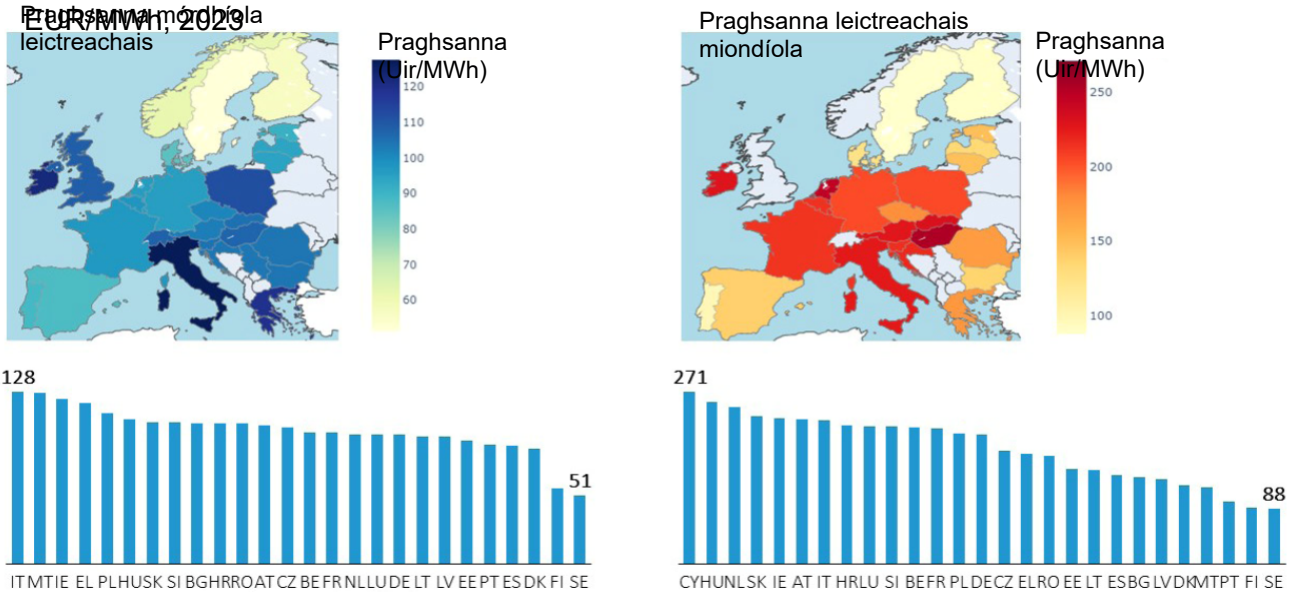 EUR/MWh, 2023
Praghsanna mórdhíola
leictreachais
Praghsanna
(Uir/MWh)
120
110
100
90
80
70
60
Praghsanna leictreachais
miondíola
Praghsanna
(Uir/MWh)
250
200
150
100
128
51
IT MT IE EL PL HU SK SI BG HR RO AT CZ BE FR NL LU DE LT LV EE PT ES DK FI SE
271
88
CY HU NL SK IE AT IT HR LU SI BE FR PL DE CZ EL RO EE LT ES BG LV DK MT PT FI SE